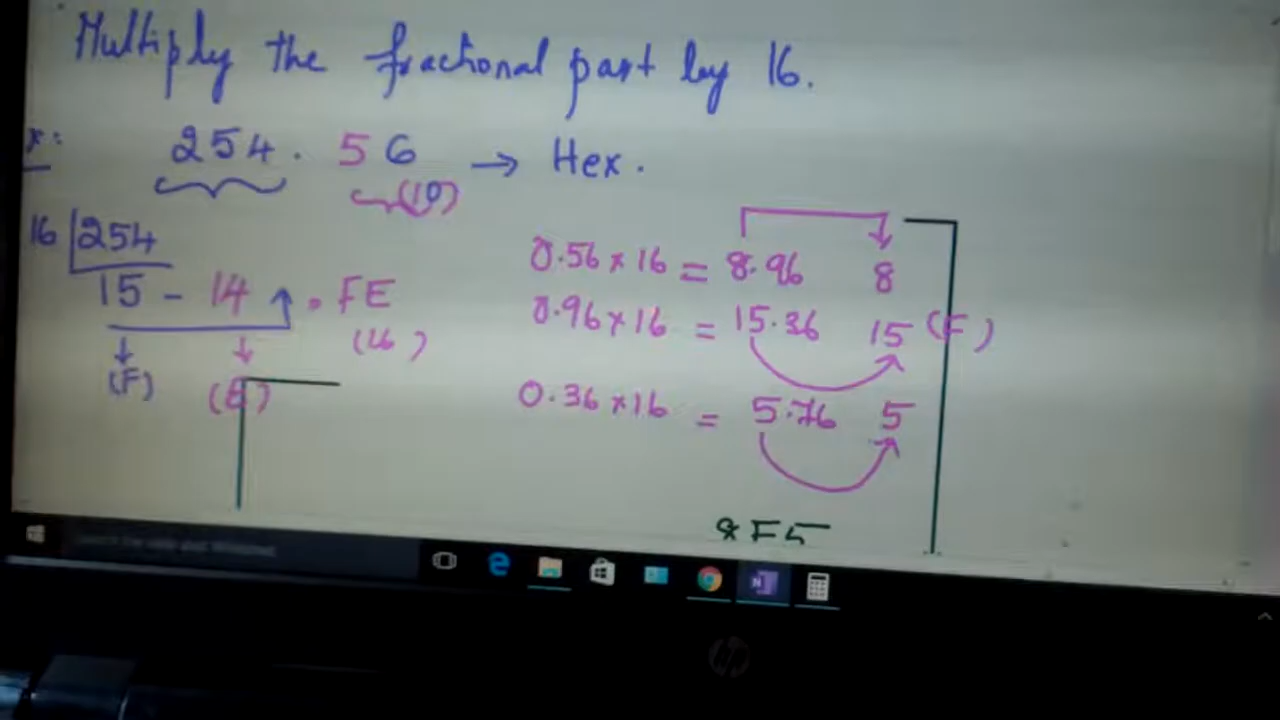 Multiply the fractional part by 16.
x:
254.56 → Hex.
(10)
16 254
15 - 14 . FE
(16)
(F) (E)
0.56 × 16 = 8.96 8
0.96 × 16 = 15.36 15 (F)
0.36 × 16 = 5.76 5
8F5
hp